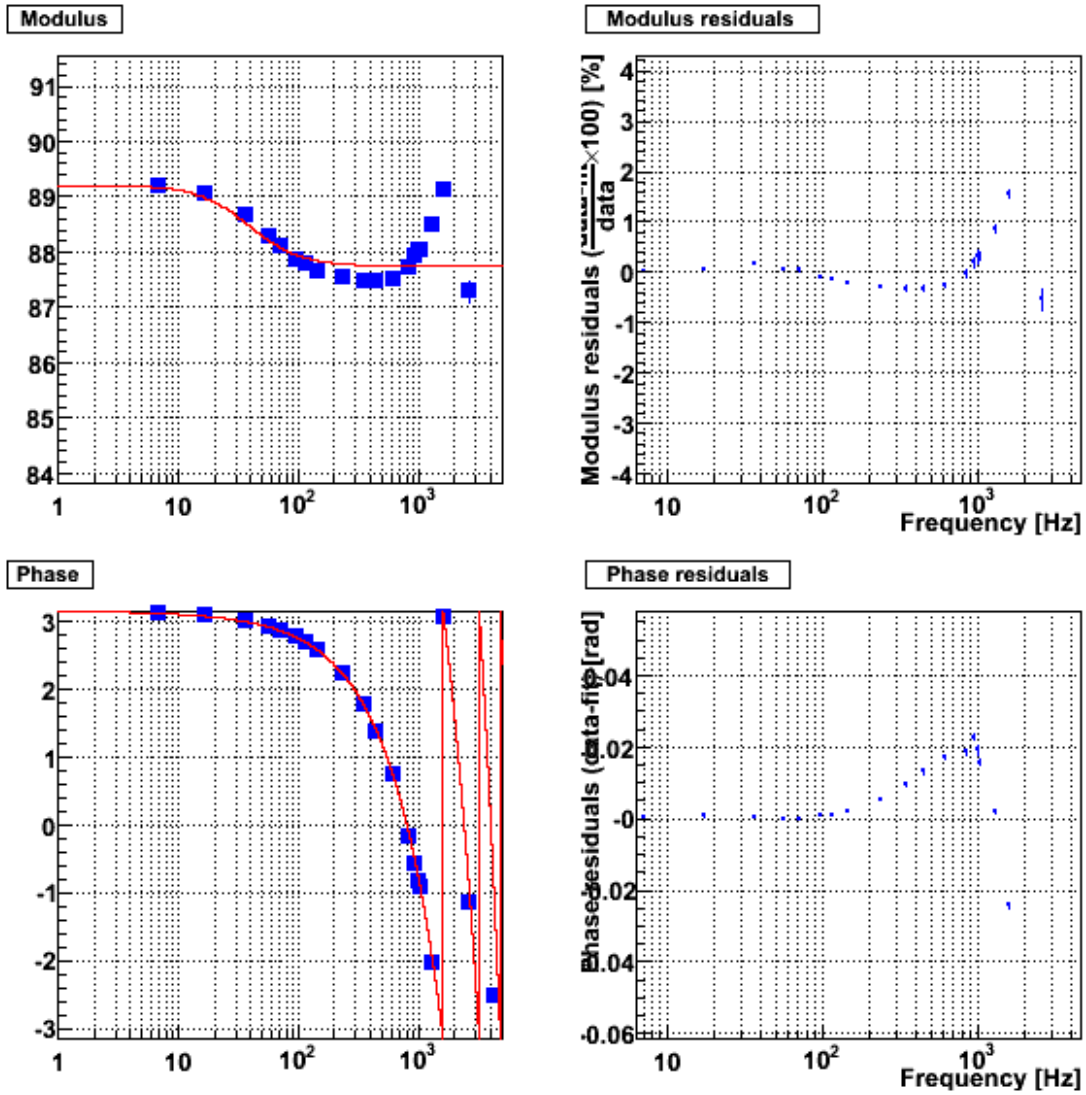 Modulus
91
90
89
88
87
86
85
84
1 10 10² 10³
Modulus residuals
Modulus residuals ( data ×100) [%]
4
3
2
1
0
-1
-2
-3
-4
10 10² 10³
Frequency [Hz]
Phase
3
2
1
0
-1
-2
-3
1 10 10² 10³
Phase residuals
Phase residuals (data-fit) [rad]
0.04
0.02
-0
-0.02
-0.04
-0.06
10 10² 10³
Frequency [Hz]